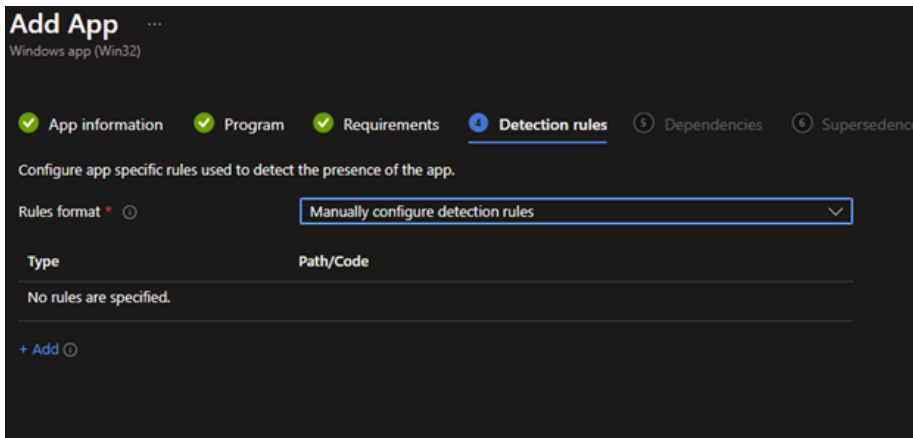 Add App ...
Windows app (Win32)
App information Program Requirements 4 Detection rules 5 Dependencies 6 Supersedence
Configure app specific rules used to detect the presence of the app.
Rules format * Manually configure detection rules
Type Path/Code
No rules are specified.
+ Add